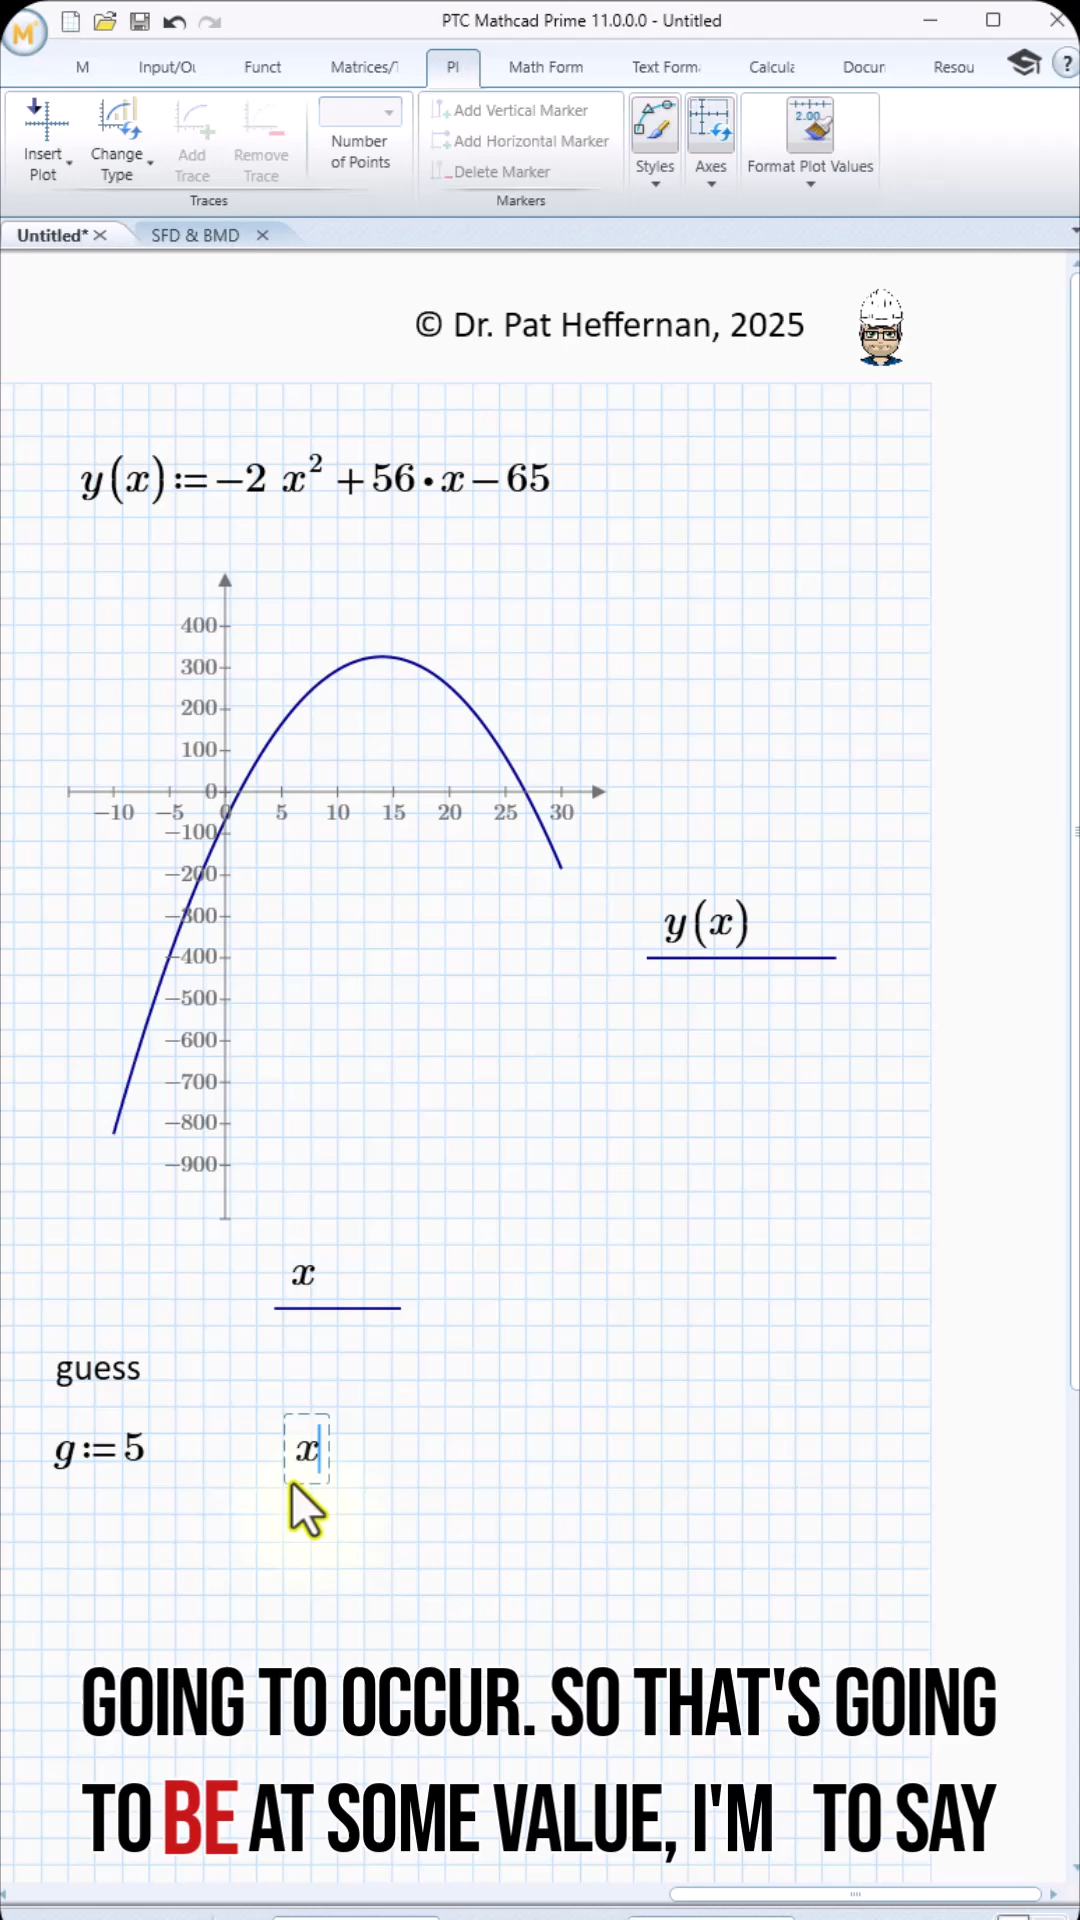 PTC Mathcad Prime 11.0.0.0 - Untitled
M Input/Ou Funct Matrices/T Pl Math Form Text Form Calcula Docur Resou
Insert Plot
Change Type
Add Trace
Remove Trace
Number of Points
Add Vertical Marker
Add Horizontal Marker
Delete Marker
Styles
Axes
2.00
Format Plot Values
Traces
Markers
Untitled* SFD & BMD
© Dr. Pat Heffernan, 2025
y(x):=-2 x² +56·x-65
400
300
200
100
0
-10 -5 0 5 10 15 20 25 30
-100
-200
-300
-400
-500
-600
-700
-800
-900
y(x)
x
guess
g:=5
x
GOING TO OCCUR. SO THAT'S GOING
TO BE AT SOME VALUE, I'M TO SAY